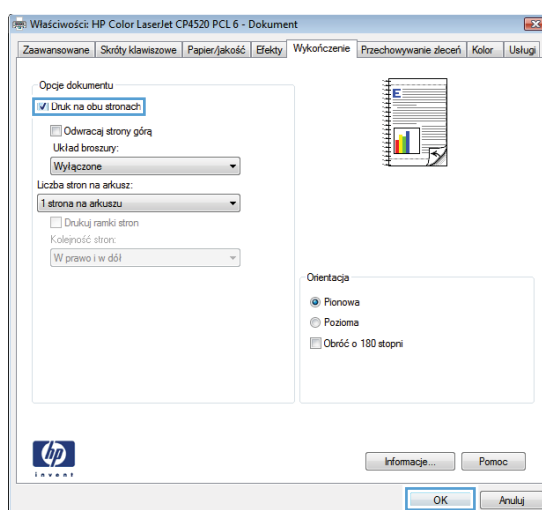 Właściwości: HP Color LaserJet CP4520 PCL 6 - Dokument
Zaawansowane Skróty klawiszowe Papier/jakość Efekty Wykończenie Przechowywanie zleceń Kolor Usługi
Opcje dokumentu
Druk na obu stronach
Odwracaj strony górą
Układ broszury:
Wyłączone
Liczba stron na arkusz:
1 strona na arkuszu
Drukuj ramki stron
Kolejność stron:
W prawo i w dół
E
Orientacja
Pionowa
Pozioma
Obróć o 180 stopni
hp
invent
Informacje... Pomoc
OK Anuluj